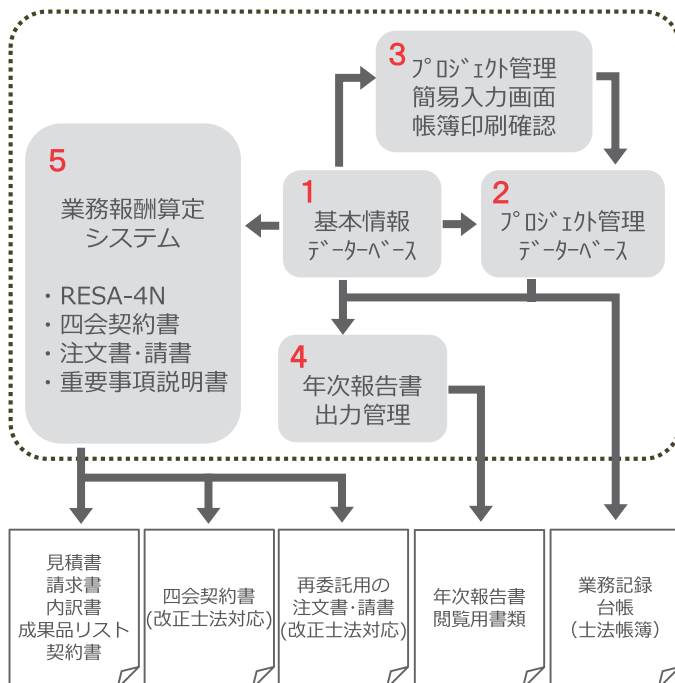 3
ﾌﾟﾛｼﾞｪｸﾄ管理
簡易入力画面
帳簿印刷確認
5
業務報酬算定
システム
・RESA-4N
・四会契約書
・注文書･請書
・重要事項説明書
1
基本情報
ﾃﾞｰﾀｰﾍﾞｰｽ
2
ﾌﾟﾛｼﾞｪｸﾄ管理
ﾃﾞｰﾀｰﾍﾞｰｽ
4
年次報告書
出力管理
見積書
請求書
内訳書
成果品リスト
契約書
四会契約書
(改正士法対応)
再委託用の
注文書･請書
(改正士法対応)
年次報告書
閲覧用書類
業務記録
台帳
（士法帳簿）